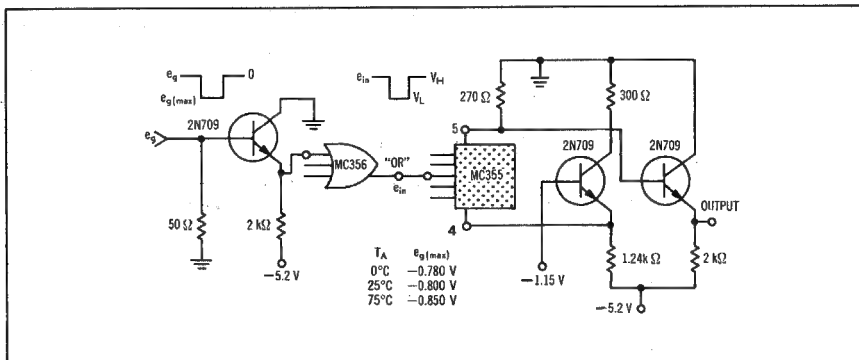 e_g 0
e_g(max)
e_in V_H
V_L
270 Ω
300 Ω
2N709
e_g
MC356
"OR"
e_in
5
MC355
2N709
2N709
50 Ω
2 kΩ
4
OUTPUT
−5.2 V
T_A e_g(max)
0°C −0.780 V
25°C −0.800 V
75°C −0.850 V
−1.15 V
1.24k Ω
2 kΩ
−5.2 V